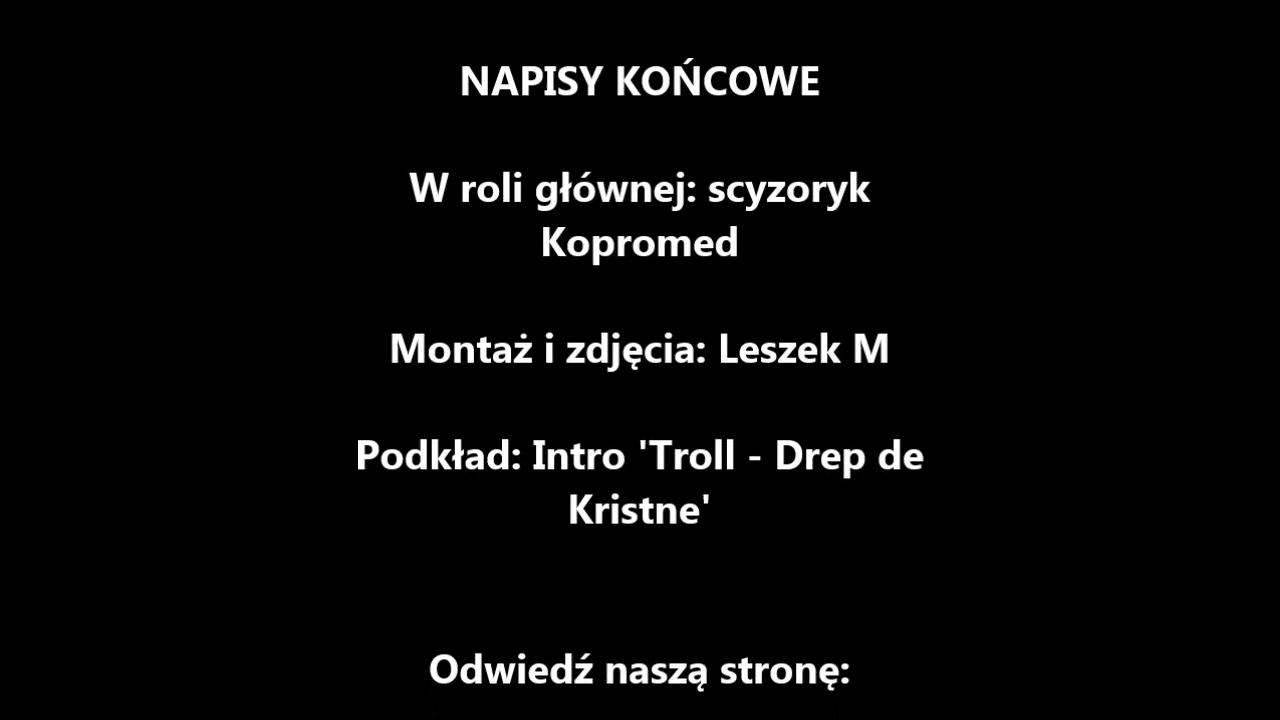 NAPISY KOŃCOWE
W roli głównej: scyzoryk
Kopromed
Montaż i zdjęcia: Leszek M
Podkład: Intro 'Troll - Drep de
Kristne'
Odwiedź naszą stronę: